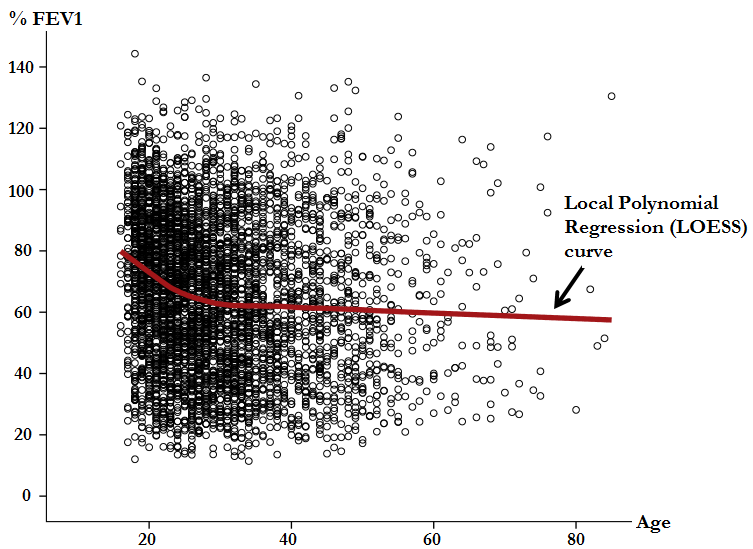 % FEV1
140
120
100
80
60
40
20
0
Local Polynomial
Regression (LOESS)
curve
20
40
60
80
Age